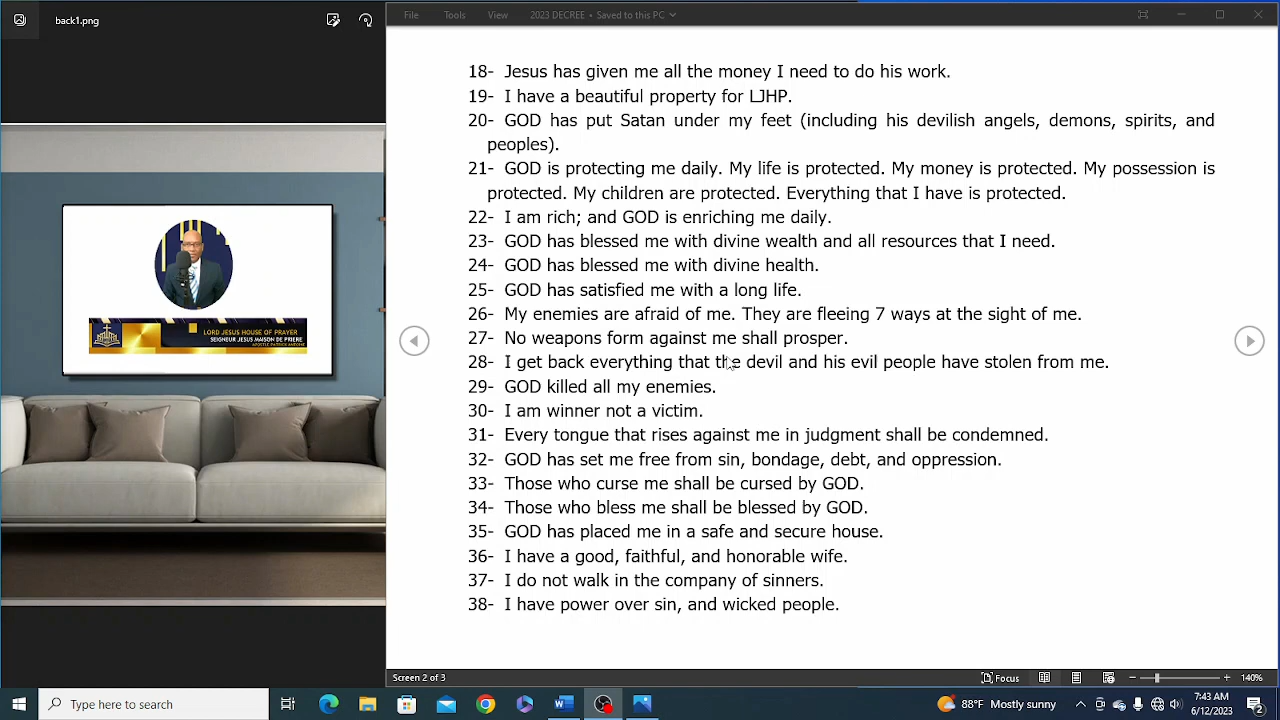 back1.png
File Tools View 2023 DECREE • Saved to this PC
18- Jesus has given me all the money I need to do his work.
19- I have a beautiful property for LJHP.
20- GOD has put Satan under my feet (including his devilish angels, demons, spirits, and
peoples).
21- GOD is protecting me daily. My life is protected. My money is protected. My possession is
protected. My children are protected. Everything that I have is protected.
22- I am rich; and GOD is enriching me daily.
23- GOD has blessed me with divine wealth and all resources that I need.
24- GOD has blessed me with divine health.
25- GOD has satisfied me with a long life.
26- My enemies are afraid of me. They are fleeing 7 ways at the sight of me.
27- No weapons form against me shall prosper.
28- I get back everything that the devil and his evil people have stolen from me.
29- GOD killed all my enemies.
30- I am winner not a victim.
31- Every tongue that rises against me in judgment shall be condemned.
32- GOD has set me free from sin, bondage, debt, and oppression.
33- Those who curse me shall be cursed by GOD.
34- Those who bless me shall be blessed by GOD.
35- GOD has placed me in a safe and secure house.
36- I have a good, faithful, and honorable wife.
37- I do not walk in the company of sinners.
38- I have power over sin, and wicked people.
LORD JESUS HOUSE OF PRAYER
SEIGNEUR JESUS MAISON DE PRIERE
APOSTLE PATRICK ANTOINE
Screen 2 of 3
Focus
140%
Type here to search
88°F Mostly sunny
7:43 AM
6/12/2023
2